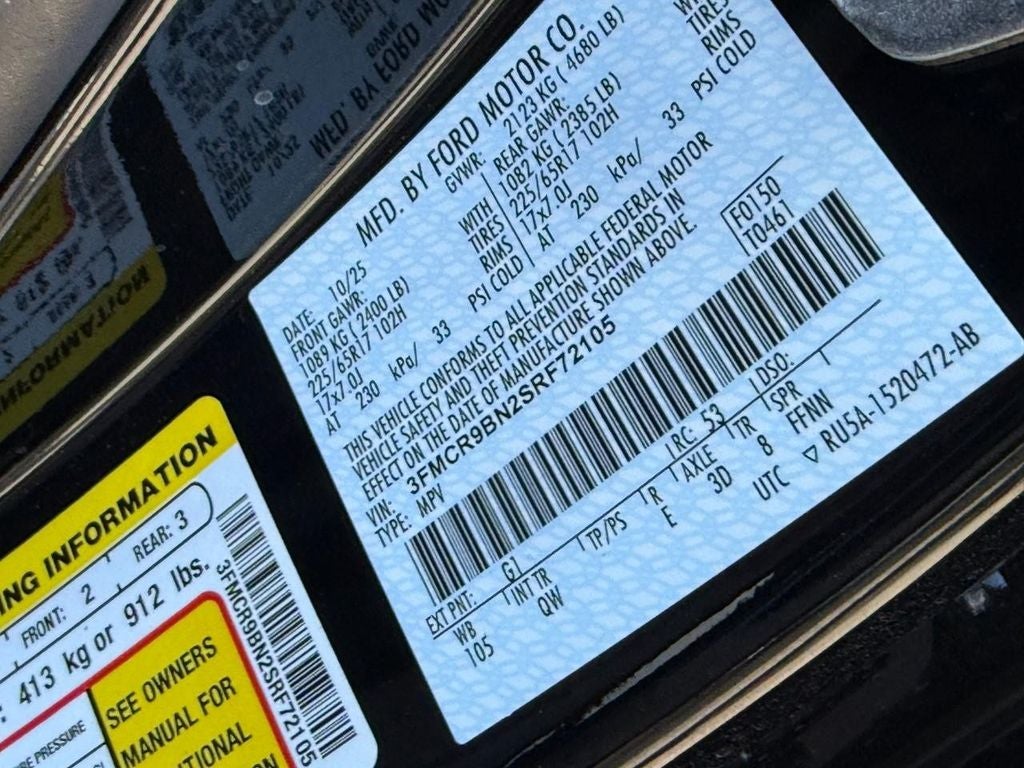 MFD. BY FORD MOTOR CO.
DATE: 10/25 GVWR: 2123 KG ( 4680 LB)
FRONT GAWR: REAR GAWR:
1089 KG ( 2400 LB) WITH 1082 KG ( 2385 LB) WITH
225/65R17 102H TIRES 225/65R17 102H TIRES
17x7.0J RIMS 17x7.0J RIMS
AT 230 kPa/ 33 PSI COLD AT 230 kPa/ 33 PSI COLD
THIS VEHICLE CONFORMS TO ALL APPLICABLE FEDERAL MOTOR
VEHICLE SAFETY AND THEFT PREVENTION STANDARDS IN
EFFECT ON THE DATE OF MANUFACTURE SHOWN ABOVE.
VIN: 3FMCR9BN2SRF72105
TYPE: MPV
F0150
T0461
EXT PNT: G1 RC: 53 DSO:
WB INT TR TP/PS R AXLE TR SPR
105 QW E 3D 8 FFNN
UTC ▽ RU5A-1520472-AB
NG INFORMATION
FRONT: 2 REAR: 3
: 413 kg or 912 lbs.
RE PRESSURE
SEE OWNERS
MANUAL FOR
TIONAL
ON
3FMCR9BN2SRF72105